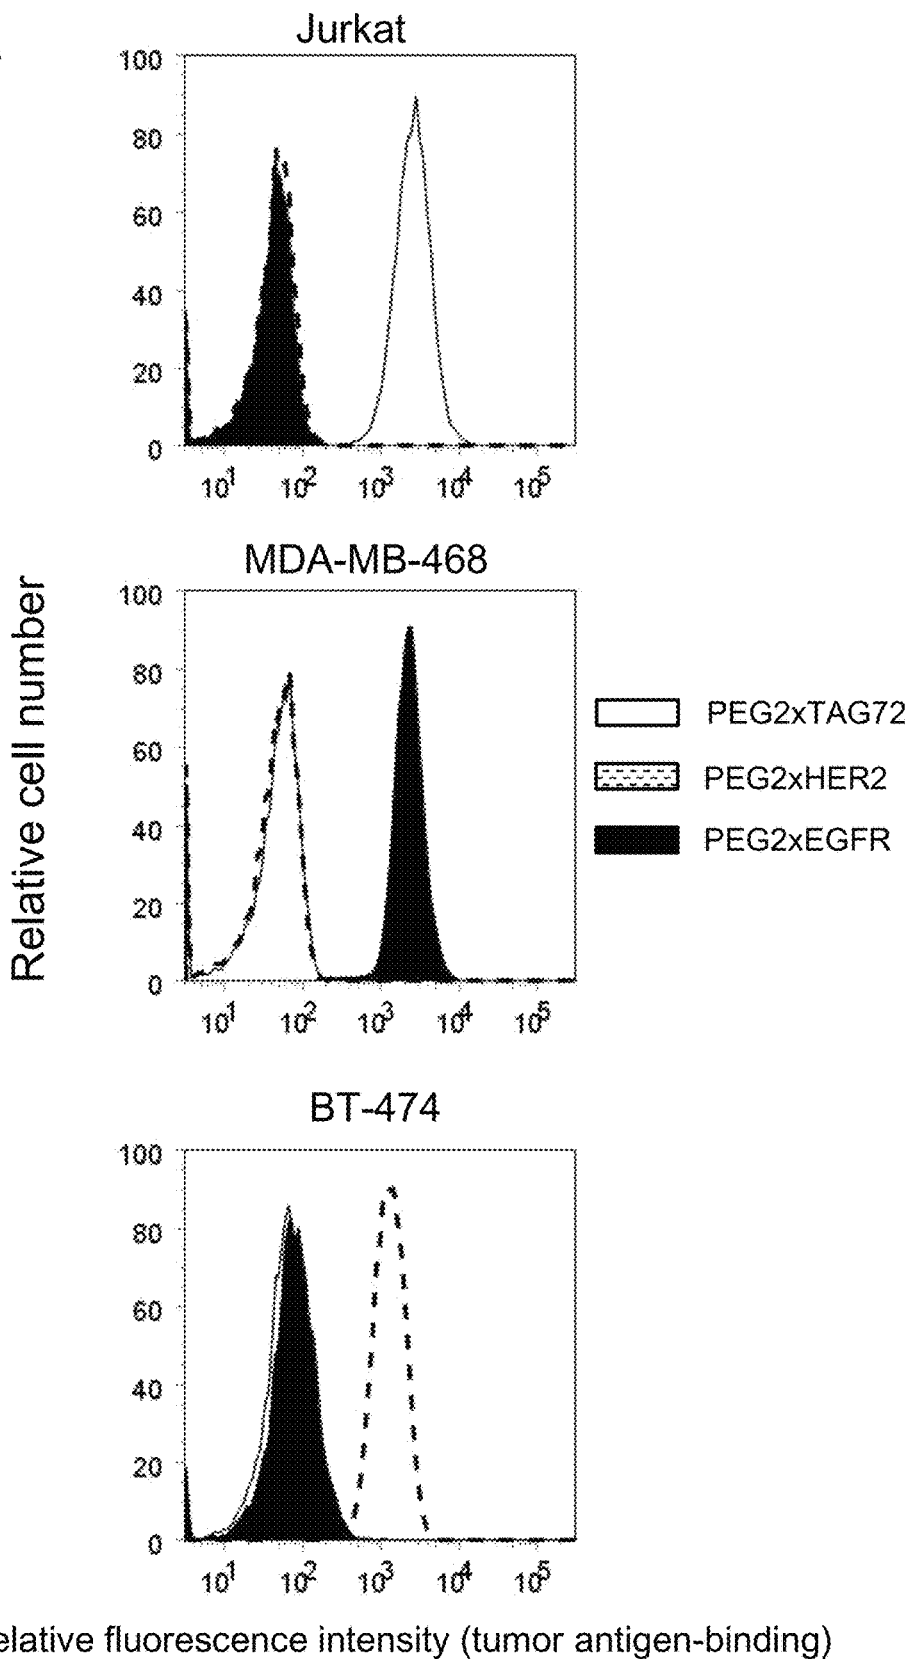 Jurkat
100
80
60
40
20
0
10¹ 10² 10³ 10⁴ 10⁵
MDA-MB-468
100
80
60
40
20
0
10¹ 10² 10³ 10⁴ 10⁵
Relative cell number
PEG2xTAG72
PEG2xHER2
PEG2xEGFR
BT-474
100
80
60
40
20
0
10¹ 10² 10³ 10⁴ 10⁵
elative fluorescence intensity (tumor antigen-binding)